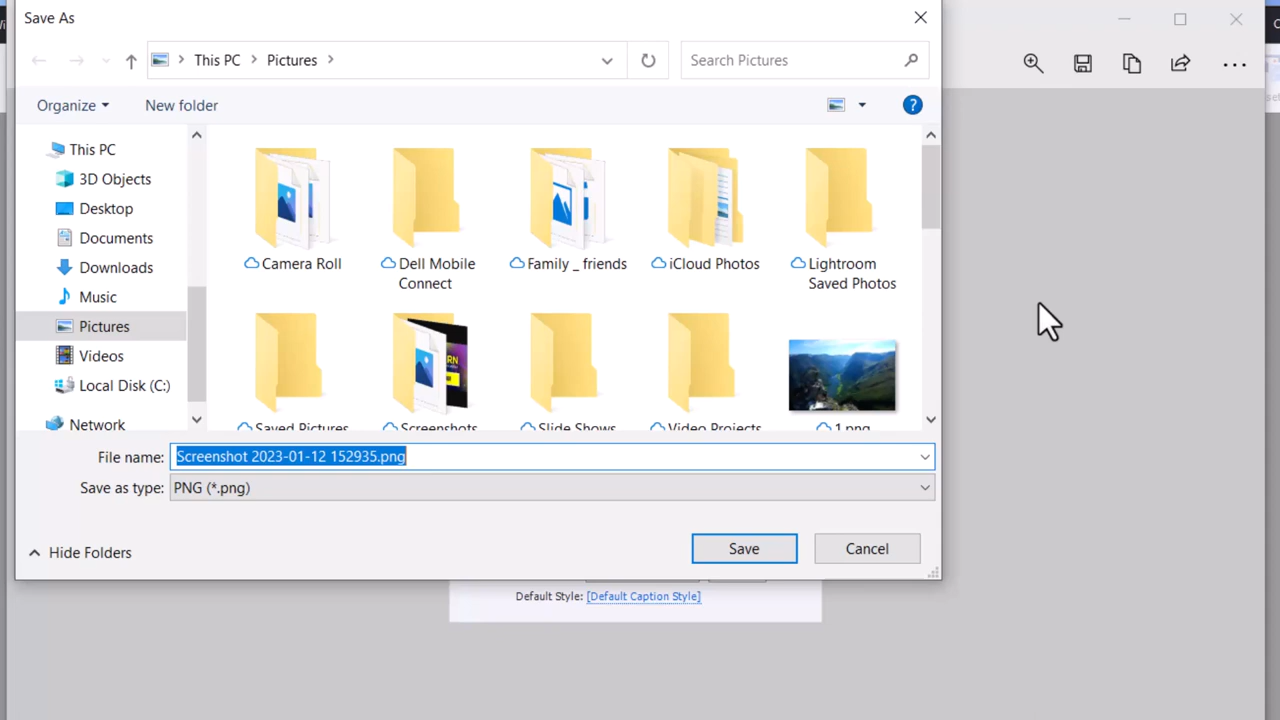 Save As
This PC
Pictures
Search Pictures
Organize
New folder
This PC
3D Objects
Desktop
Documents
Downloads
Music
Pictures
Videos
Local Disk (C:)
Network
Camera Roll
Dell Mobile
Connect
Family _ friends
iCloud Photos
Lightroom
Saved Photos
Saved Pictures
Screenshots
Slide Shows
Video Projects
1.png
File name:
Screenshot 2023-01-12 152935.png
Save as type:
PNG (*.png)
Hide Folders
Save
Cancel
Default Style: [Default Caption Style]